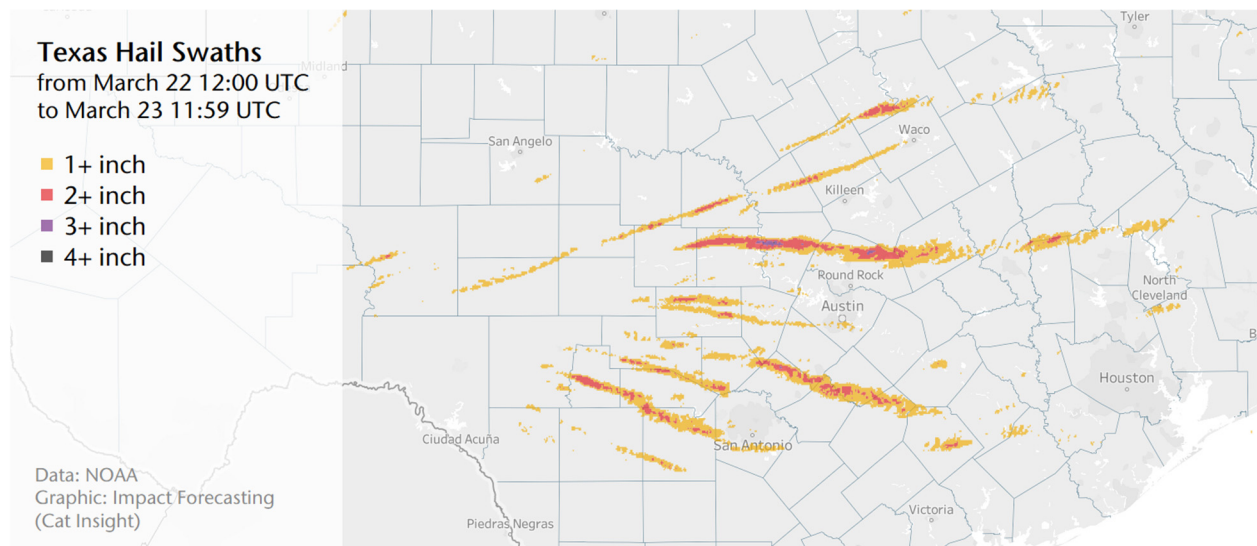 Texas Hail Swaths
from March 22 12:00 UTC
to March 23 11:59 UTC
1+ inch
2+ inch
3+ inch
4+ inch
Data: NOAA
Graphic: Impact Forecasting
(Cat Insight)
Midland
Tyler
San Angelo
Waco
Killeen
Round Rock
Austin
North
Cleveland
Houston
Ciudad Acuña
San Antonio
Victoria
Piedras Negras